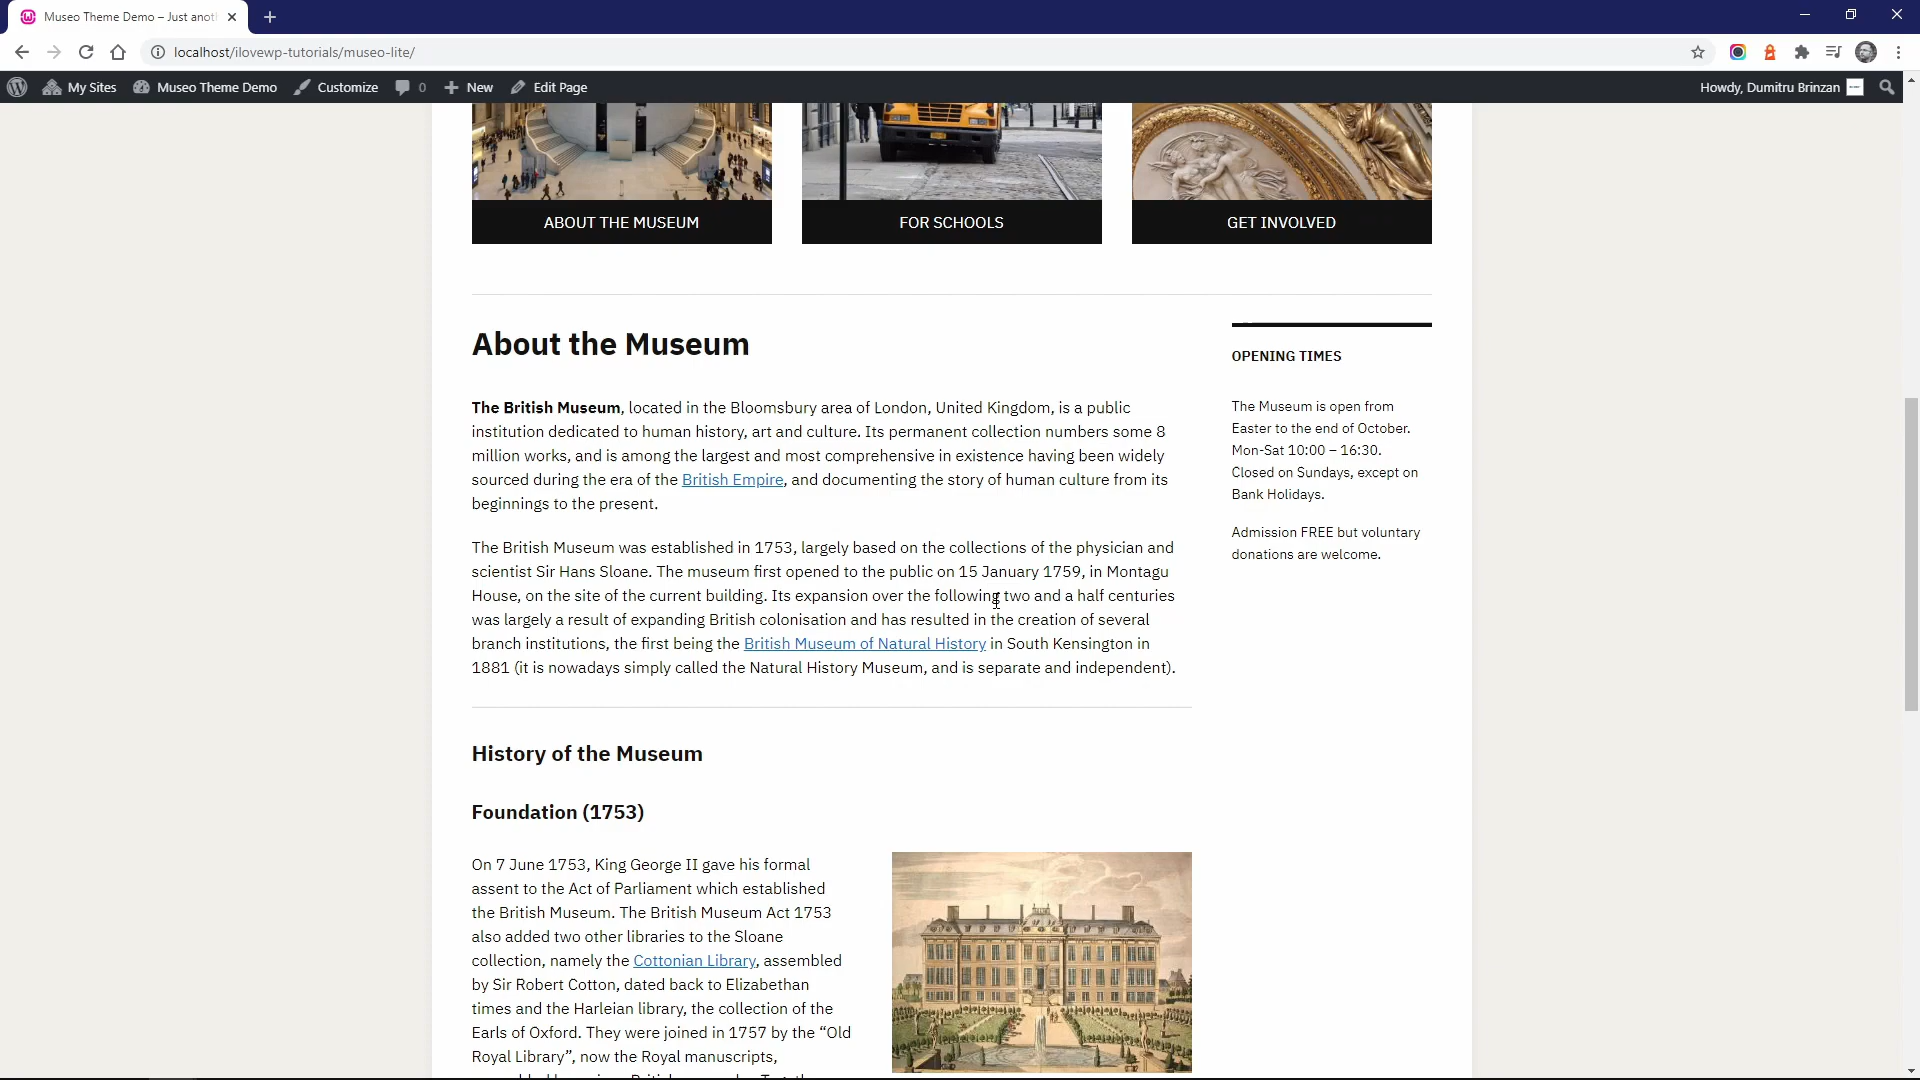 Museo Theme Demo – Just anot
localhost/ilovewp-tutorials/museo-lite/
My Sites Museo Theme Demo Customize 0 New Edit Page Howdy, Dumitru Brinzan
ABOUT THE MUSEUM
FOR SCHOOLS
GET INVOLVED
About the Museum
The British Museum, located in the Bloomsbury area of London, United Kingdom, is a public
institution dedicated to human history, art and culture. Its permanent collection numbers some 8
million works, and is among the largest and most comprehensive in existence having been widely
sourced during the era of the British Empire, and documenting the story of human culture from its
beginnings to the present.
The British Museum was established in 1753, largely based on the collections of the physician and
scientist Sir Hans Sloane. The museum first opened to the public on 15 January 1759, in Montagu
House, on the site of the current building. Its expansion over the following two and a half centuries
was largely a result of expanding British colonisation and has resulted in the creation of several
branch institutions, the first being the British Museum of Natural History in South Kensington in
1881 (it is nowadays simply called the Natural History Museum, and is separate and independent).
History of the Museum
Foundation (1753)
On 7 June 1753, King George II gave his formal
assent to the Act of Parliament which established
the British Museum. The British Museum Act 1753
also added two other libraries to the Sloane
collection, namely the Cottonian Library, assembled
by Sir Robert Cotton, dated back to Elizabethan
times and the Harleian library, the collection of the
Earls of Oxford. They were joined in 1757 by the “Old
Royal Library”, now the Royal manuscripts,
OPENING TIMES
The Museum is open from
Easter to the end of October.
Mon-Sat 10:00 – 16:30.
Closed on Sundays, except on
Bank Holidays.
Admission FREE but voluntary
donations are welcome.